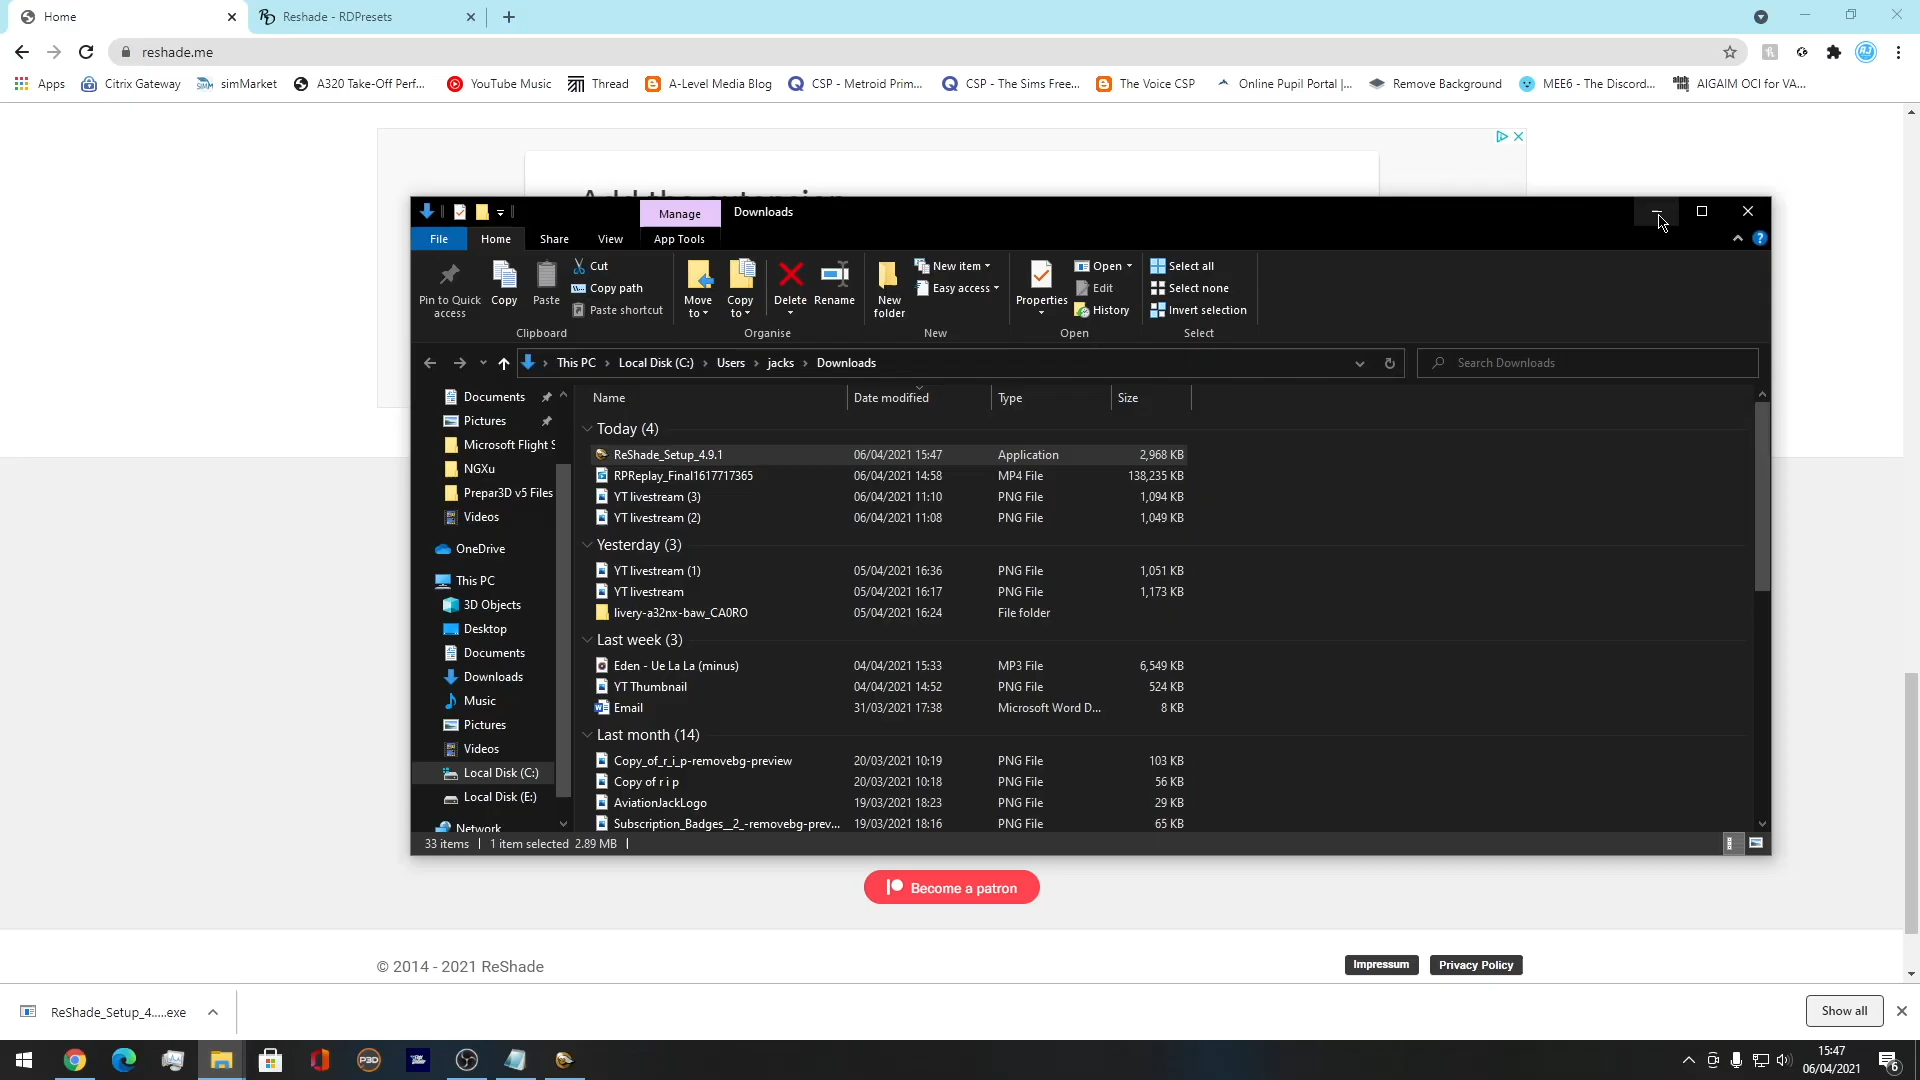 Home
Reshade - RDPresets
reshade.me
Apps
Citrix Gateway
simMarket
A320 Take-Off Perf...
YouTube Music
Thread
A-Level Media Blog
CSP - Metroid Prim...
CSP - The Sims Free...
The Voice CSP
Online Pupil Portal |...
Remove Background
MEE6 - The Discord...
AIGAIM OCI for VA...
Manage
Downloads
File
Home
Share
View
App Tools
Pin to Quick access
Copy
Paste
Cut
Copy path
Paste shortcut
Clipboard
Move to
Copy to
Delete
Rename
Organise
New folder
New item
Easy access
New
Properties
Open
Edit
History
Open
Select all
Select none
Invert selection
Select
This PC > Local Disk (C:) > Users > jacks > Downloads
Search Downloads
Documents
Pictures
Microsoft Flight S
NGXu
Prepar3D v5 Files
Videos
OneDrive
This PC
3D Objects
Desktop
Documents
Downloads
Music
Pictures
Videos
Local Disk (C:)
Local Disk (E:)
Network
Name Date modified Type Size
Today (4)
ReShade_Setup_4.9.1 06/04/2021 15:47 Application 2,968 KB
RPReplay_Final1617717365 06/04/2021 14:58 MP4 File 138,235 KB
YT livestream (3) 06/04/2021 11:10 PNG File 1,094 KB
YT livestream (2) 06/04/2021 11:08 PNG File 1,049 KB
Yesterday (3)
YT livestream (1) 05/04/2021 16:36 PNG File 1,051 KB
YT livestream 05/04/2021 16:17 PNG File 1,173 KB
livery-a32nx-baw_CA0RO 05/04/2021 16:24 File folder
Last week (3)
Eden - Ue La La (minus) 04/04/2021 15:33 MP3 File 6,549 KB
YT Thumbnail 04/04/2021 14:52 PNG File 524 KB
Email 31/03/2021 17:38 Microsoft Word D... 8 KB
Last month (14)
Copy_of_r_i_p-removebg-preview 20/03/2021 10:19 PNG File 103 KB
Copy of r i p 20/03/2021 10:18 PNG File 56 KB
AviationJackLogo 19/03/2021 18:23 PNG File 29 KB
Subscription_Badges__2_-removebg-prev... 19/03/2021 18:16 PNG File 65 KB
33 items | 1 item selected 2.89 MB |
Become a patron
© 2014 - 2021 ReShade
Impressum
Privacy Policy
ReShade_Setup_4.....exe
Show all
P3D
15:47
06/04/2021
6